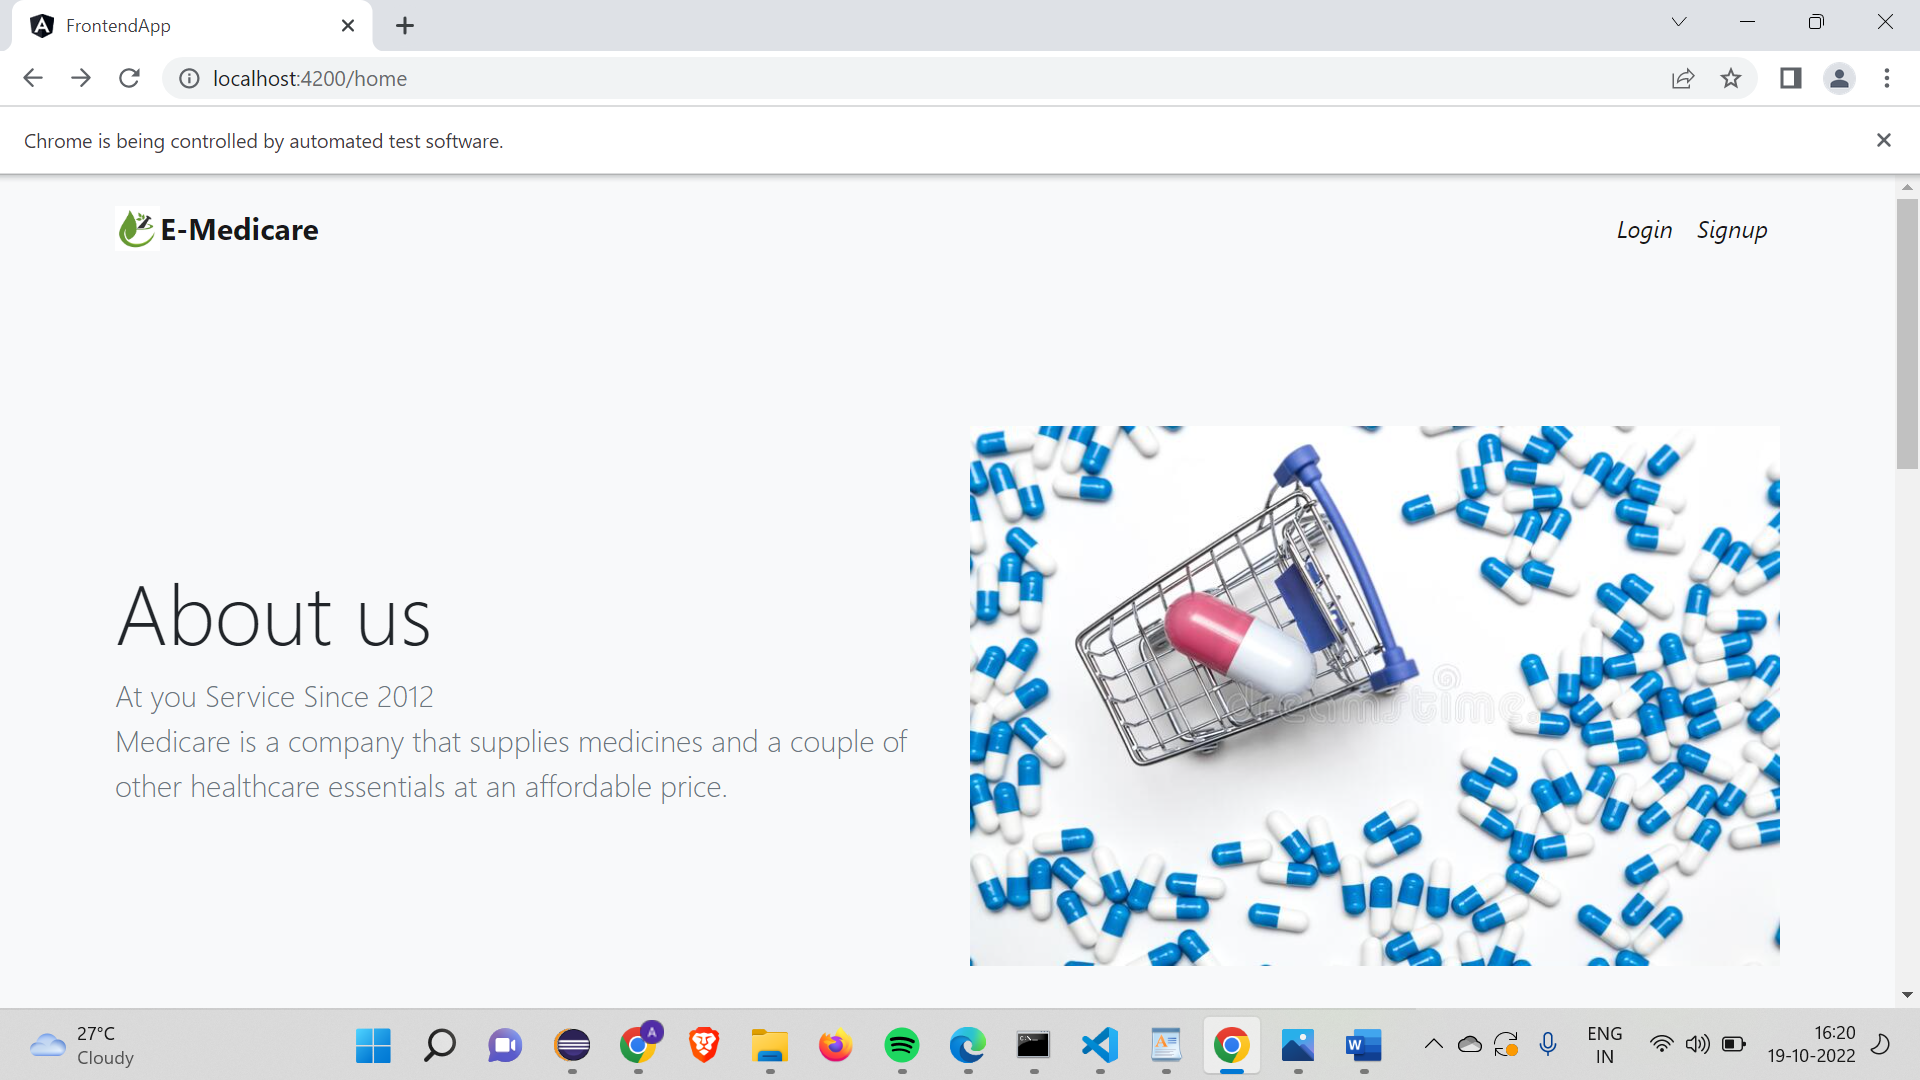 FrontendApp
localhost:4200/home
Chrome is being controlled by automated test software.
E-Medicare
Login Signup
About us
At you Service Since 2012
Medicare is a company that supplies medicines and a couple of
other healthcare essentials at an affordable price.
dreamstime
27°C
Cloudy
A
ENG
IN
16:20
19-10-2022